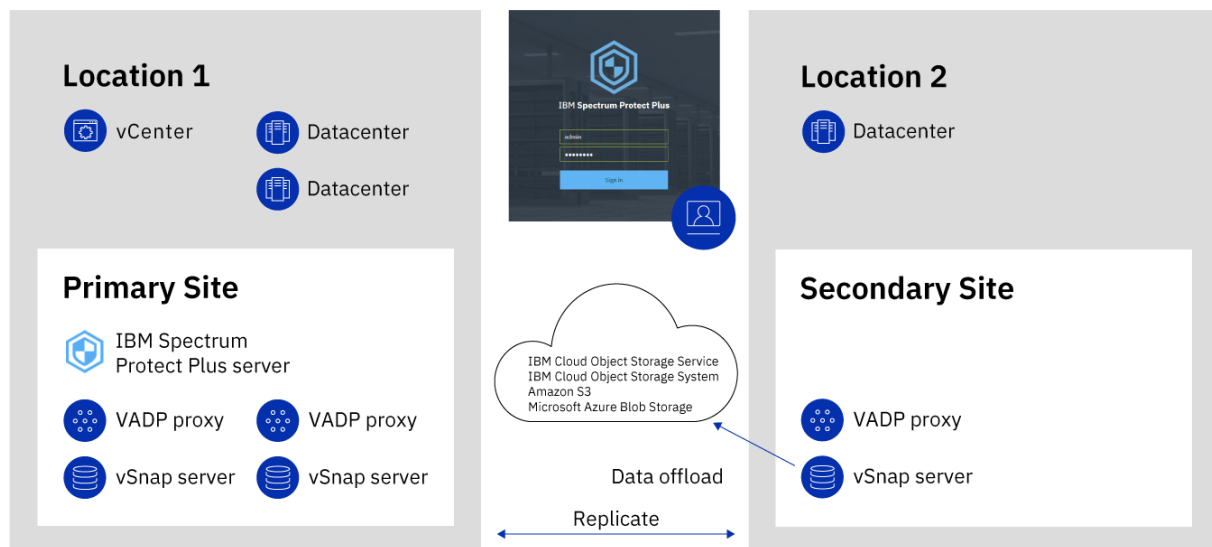 Location 1
vCenter
Datacenter
Datacenter
Primary Site
IBM Spectrum
Protect Plus server
VADP proxy
VADP proxy
vSnap server
vSnap server
IBM Spectrum Protect Plus
admin
••••••••
Sign in
IBM Cloud Object Storage Service
IBM Cloud Object Storage System
Amazon S3
Microsoft Azure Blob Storage
Data offload
Replicate
Location 2
Datacenter
Secondary Site
VADP proxy
vSnap server